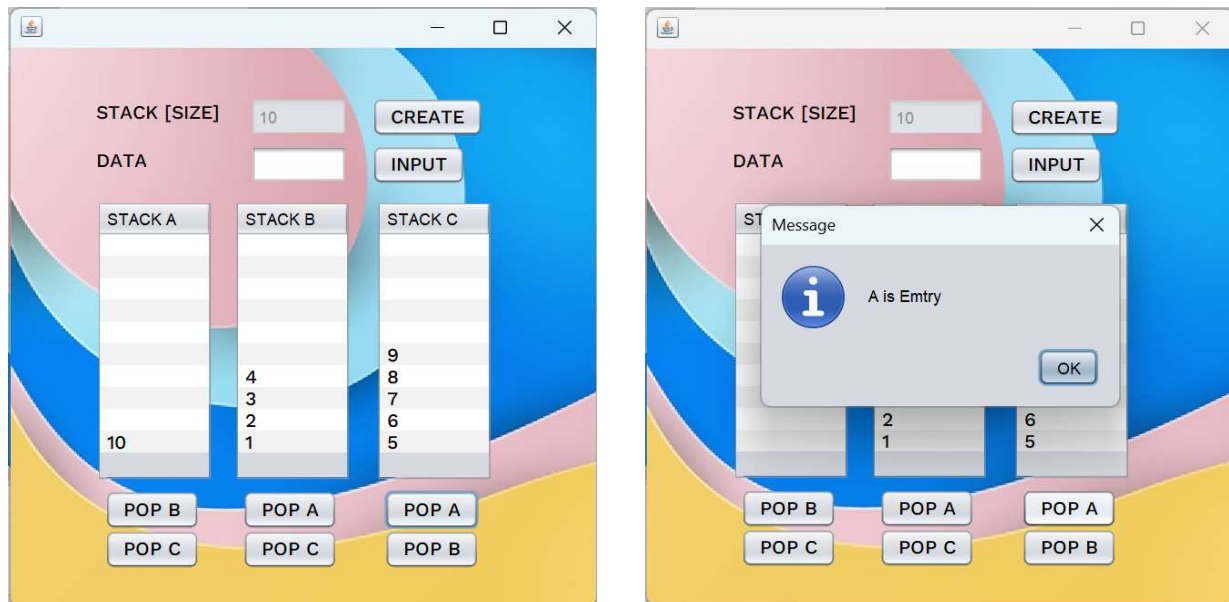 STACK [SIZE] 10 CREATE
DATA INPUT
STACK A STACK B STACK C
9
4 8
3 7
2 6
10 1 5
POP B POP A POP A
POP C POP C POP B
STACK [SIZE] 10 CREATE
DATA INPUT
ST
Message
A is Emtry
OK
2 6
1 5
POP B POP A POP A
POP C POP C POP B